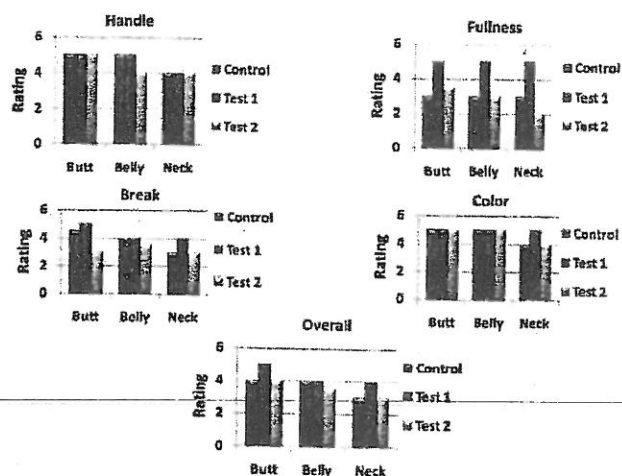 Handle
6
4
2
0
Rating
Butt Belly Neck
Control
Test 1
Test 2
Fullness
6
4
2
0
Rating
Butt Belly Neck
Control
Test 1
Test 2
Break
6
4
2
0
Rating
Butt Belly Neck
Control
Test 1
Test 2
Color
6
4
2
0
Rating
Butt Belly Neck
Control
Test 1
Test 2
Overall
6
4
2
0
Rating
Butt Belly Neck
Control
Test 1
Test 2